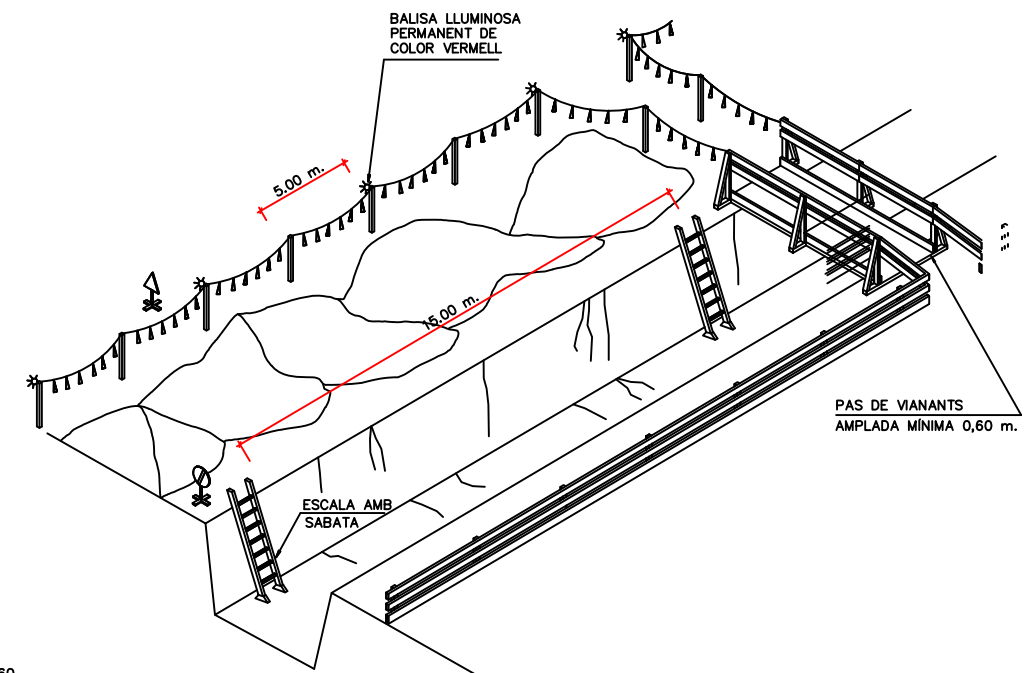 BALISA LLUMINOSA
PERMANENT DE
COLOR VERMELL
5.00 m.
15.00 m.
PAS DE VIANANTS
AMPLADA MÍNIMA 0,60 m.
ESCALA AMB
SABATA